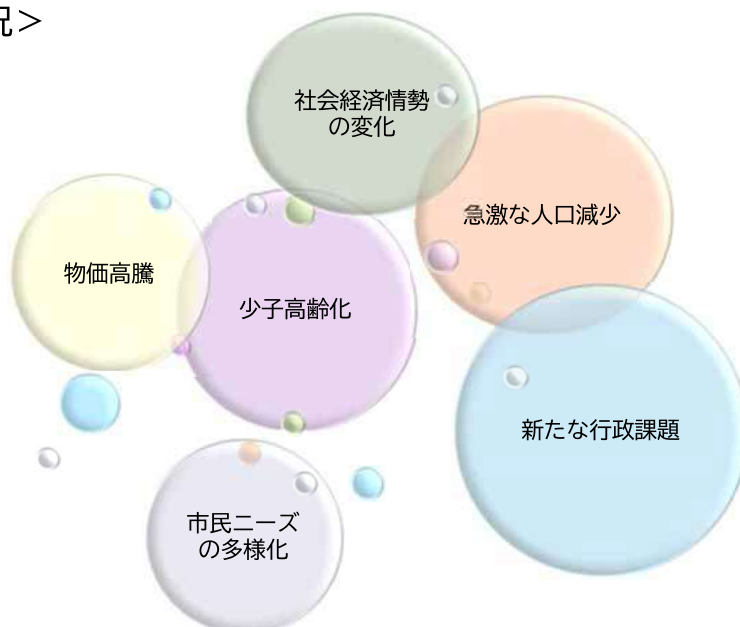 況＞
社会経済情勢
の変化
急激な人口減少
物価高騰
少子高齢化
新たな行政課題
市民ニーズ
の多様化